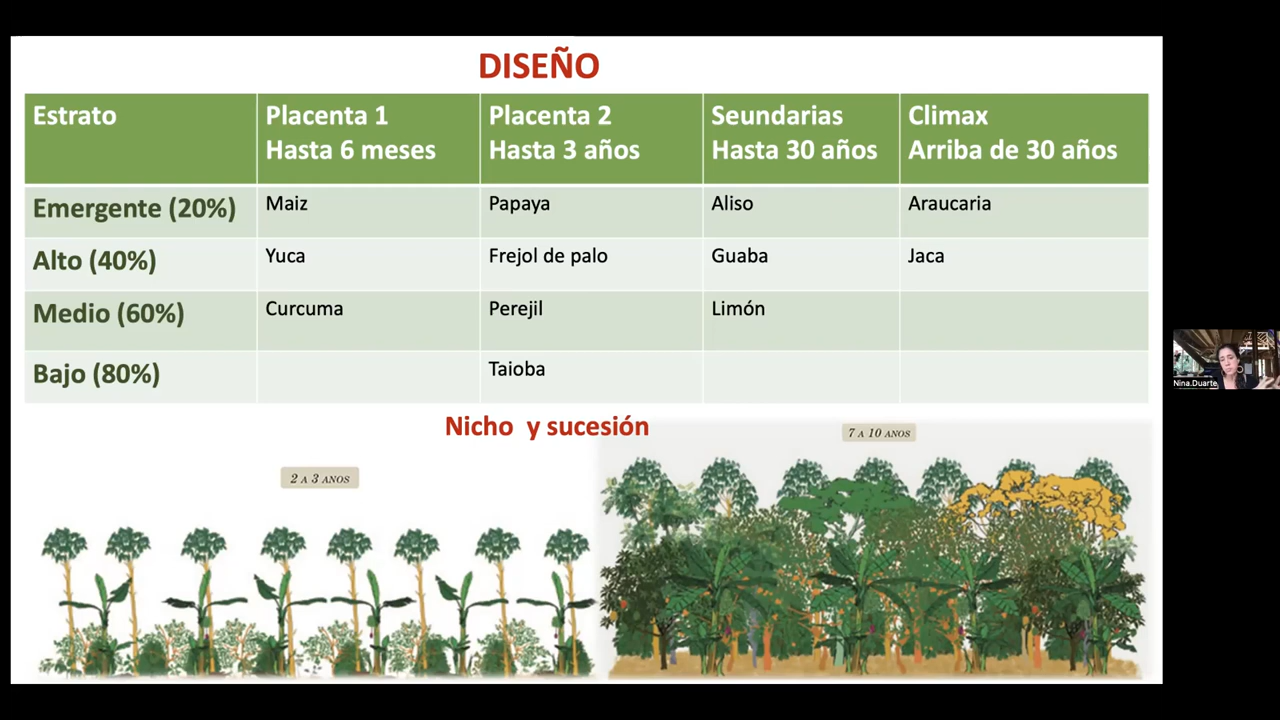 DISEÑO
Estrato
Placenta 1
Hasta 6 meses
Placenta 2
Hasta 3 años
Seundarias
Hasta 30 años
Climax
Arriba de 30 años
Emergente (20%)
Maiz
Papaya
Aliso
Araucaria
Alto (40%)
Yuca
Frejol de palo
Guaba
Jaca
Medio (60%)
Curcuma
Perejil
Limón
Bajo (80%)
Taioba
Nicho y sucesión
2 A 3 ANOS
7 A 10 ANOS
Nina.Duarte